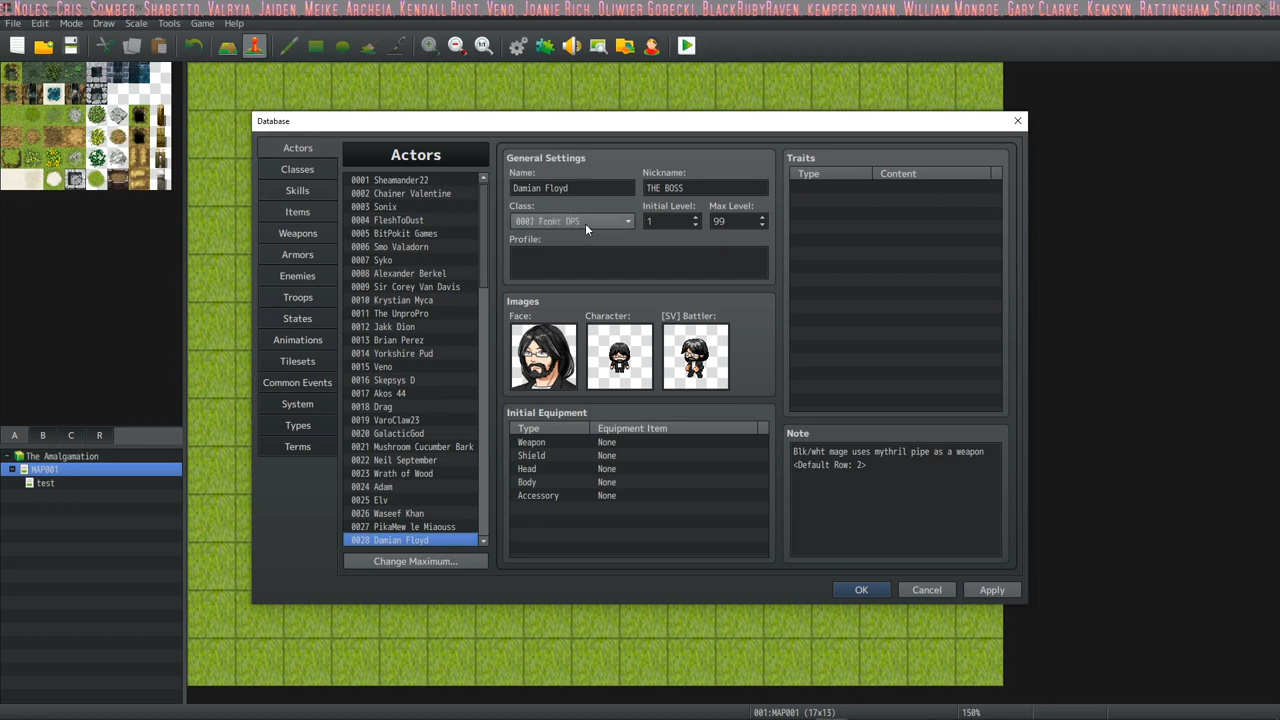 Noles, Cris, Somber, Shabetto, Valryia, Jaiden, Meike, Archeia, Kendall Rust, Veno, Joanie Rich, Oliwier Gorecki, BlackRubyRaven, kempfer yoann, William Monroe, Gary Clarke, Kemsyn, Rattingham Studios,
File Edit Mode Draw Scale Tools Game Help
Database
Actors
Classes
Skills
Items
Weapons
Armors
Enemies
Troops
States
Animations
Tilesets
Common Events
System
Types
Terms
Actors
0001 Sheamander22
0002 Chainer Valentine
0003 Sonix
0004 FleshToDust
0005 BitPokit Games
0006 Smo Valadorn
0007 Syko
0008 Alexander Berkel
0009 Sir Corey Van Davis
0010 Krystian Myca
0011 The UnproPro
0012 Jakk Dion
0013 Brian Perez
0014 Yorkshire Pud
0015 Veno
0016 Skepsys D
0017 Akos 44
0018 Drag
0019 VaroClaw23
0020 GalacticGod
0021 Mushroom Cucumber Bark
0022 Neil September
0023 Wrath of Wood
0024 Adam
0025 Elv
0026 Waseef Khan
0027 PikaMew le Miaouss
0028 Damian Floyd
Change Maximum...
General Settings
Name: Nickname:
Damian Floyd THE BOSS
Class: Initial Level: Max Level:
DPS 1 99
Profile:
Images
Face: Character: [SV] Battler:
Initial Equipment
Type Equipment Item
Weapon None
Shield None
Head None
Body None
Accessory None
Traits
Type Content
Note
Blk/wht mage uses mythril pipe as a weapon
<Default Row: 2>
OK Cancel Apply
A B C R
The Amalgamation
MAP001
test
001:MAP001 (17x13) 150%